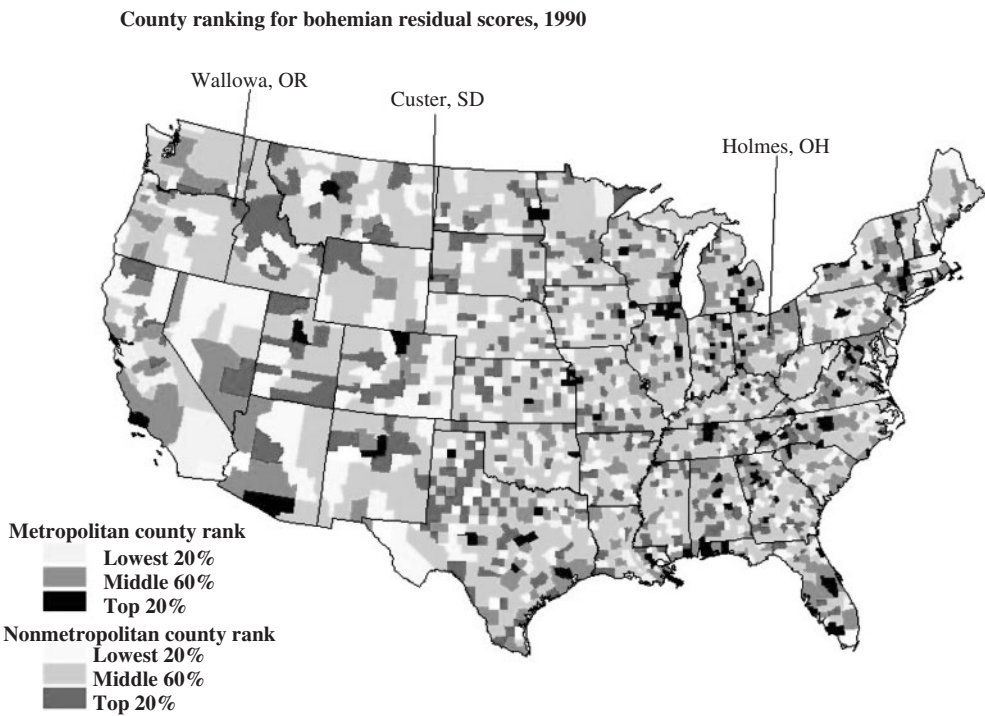 County ranking for bohemian residual scores, 1990
Wallowa, OR
Custer, SD
Holmes, OH
Metropolitan county rank
Lowest 20%
Middle 60%
Top 20%
Nonmetropolitan county rank
Lowest 20%
Middle 60%
Top 20%